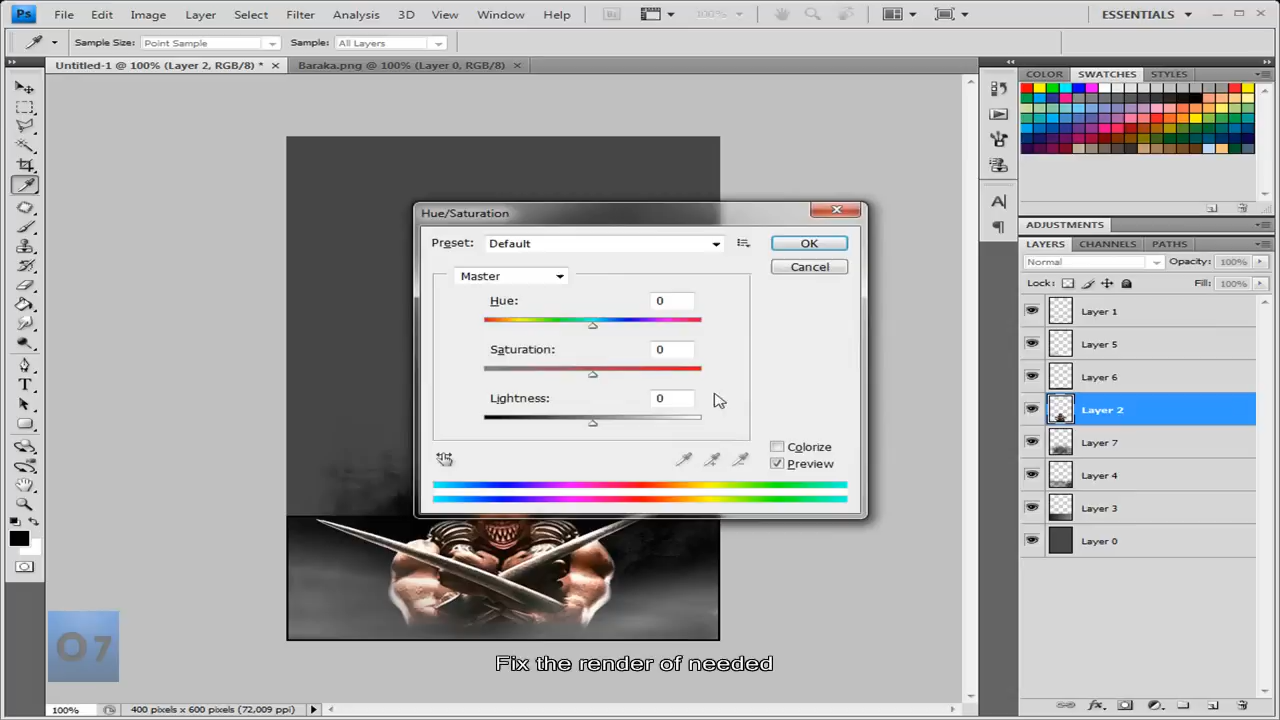 Ps File Edit Image Layer Select Filter Analysis 3D View Window Help Br 100% ESSENTIALS
Sample Size: Point Sample Sample: All Layers
Untitled-1 @ 100% (Layer 2, RGB/8) * Baraka.png @ 100% (Layer 0, RGB/8)
COLOR SWATCHES STYLES
Hue/Saturation
Preset: Default OK
Cancel
Master
Hue: 0
Saturation: 0
Lightness: 0
Colorize
Preview
ADJUSTMENTS
LAYERS CHANNELS PATHS
Normal Opacity: 100%
Lock: Fill: 100%
Layer 1
Layer 5
Layer 6
Layer 2
Layer 7
Layer 4
Layer 3
Layer 0
07
Fix the render of needed
100% 400 pixels x 600 pixels (72,009 ppi)